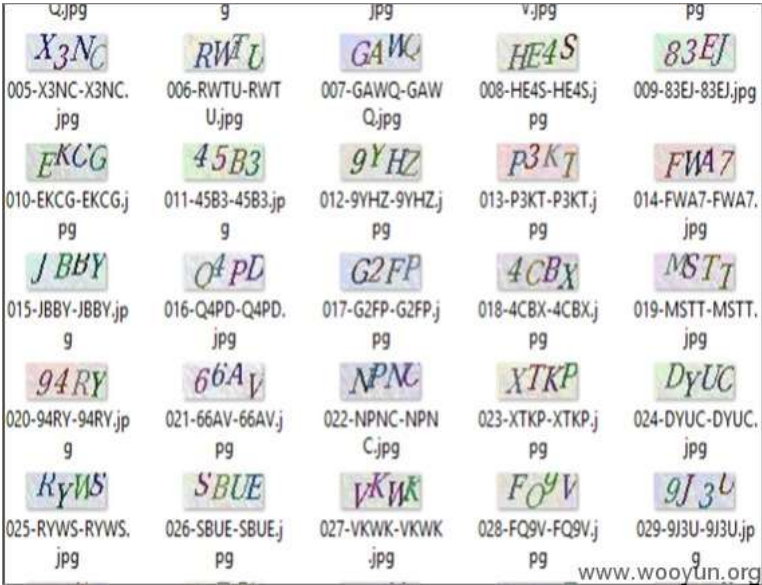 Q.jpg g jpg V.jpg pg
X3NC RWTU GAWQ HE4S 83EJ
005-X3NC-X3NC. 006-RWTU-RWT 007-GAWQ-GAW 008-HE4S-HE4S.j 009-83EJ-83EJ.jpg
jpg U.jpg Q.jpg pg
EKCG 45B3 9YHZ P3KT FWA7
010-EKCG-EKCG.j 011-45B3-45B3.jp 012-9YHZ-9YHZ.j 013-P3KT-P3KT.j 014-FWA7-FWA7.
pg g pg pg jpg
JBBY Q4PD G2FP 4CBX MSTT
015-JBBY-JBBY.jp 016-Q4PD-Q4PD. 017-G2FP-G2FP.j 018-4CBX-4CBX.j 019-MSTT-MSTT.
g jpg pg pg jpg
94RY 66AV NPNC XTKP DYUC
020-94RY-94RY.jp 021-66AV-66AV.j 022-NPNC-NPN 023-XTKP-XTKP.j 024-DYUC-DYUC.
g pg C.jpg pg jpg
RYWS SBUE VKWK FQ9V 9J3U
025-RYWS-RYWS. 026-SBUE-SBUE.j 027-VKWK-VKWK 028-FQ9V-FQ9V.j 029-9J3U-9J3U.jp
jpg pg .jpg pg g
www.wooyun.org